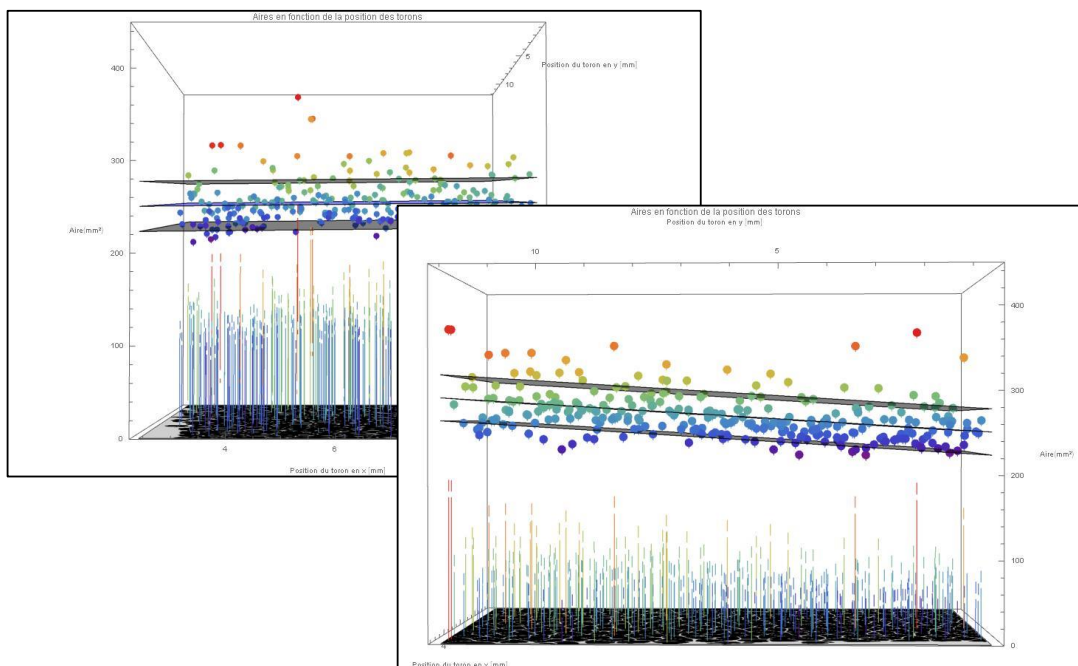 Aires en fonction de la position des torons
5
Position du toron en y [mm]
10
400
300
Aire[mm²]
200
100
0
4
6
Position du toron en x [mm]
Aires en fonction de la position des torons
Position du toron en y [mm]
10
5
400
300
Aire[mm²]
200
100
0
4
Position du toron en x [mm]